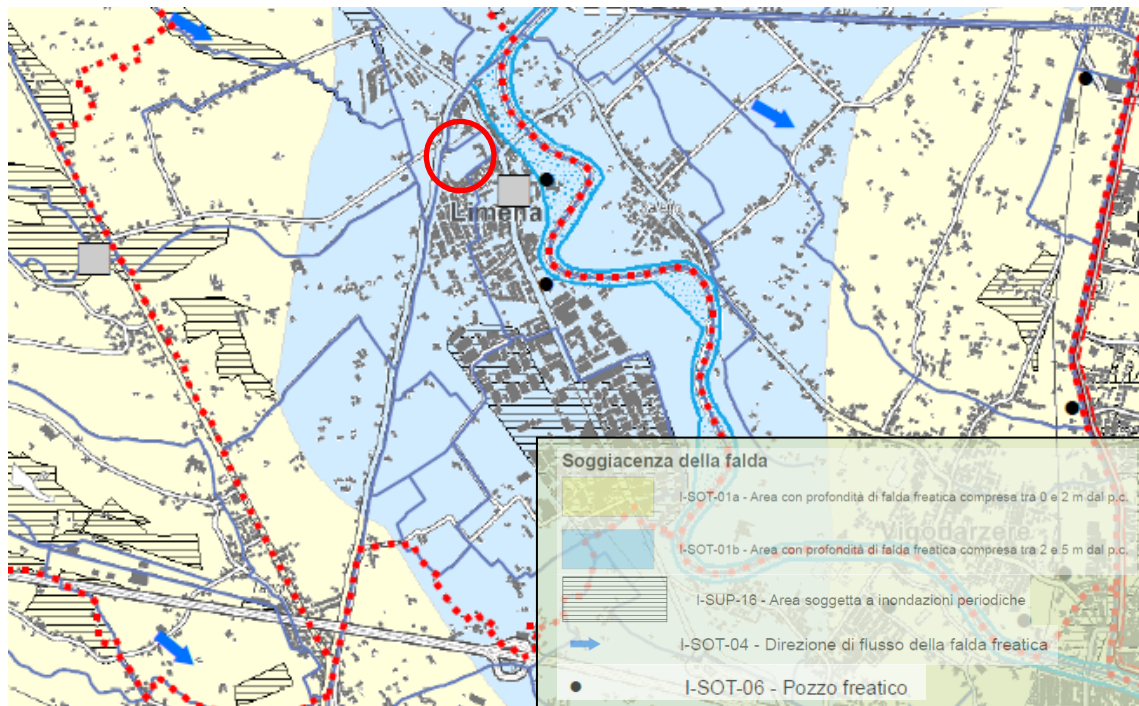 Limena
Soggiacenza della falda
I-SOT-01a - Area con profondità di falda freatica compresa tra 0 e 2 m dal p.c.
I-SOT-01b - Area con profondità di falda freatica compresa tra 2 e 5 m dal p.c.
Vigodarzere
I-SUP-16 - Area soggetta a inondazioni periodiche
I-SOT-04 - Direzione di flusso della falda freatica
I-SOT-06 - Pozzo freatico